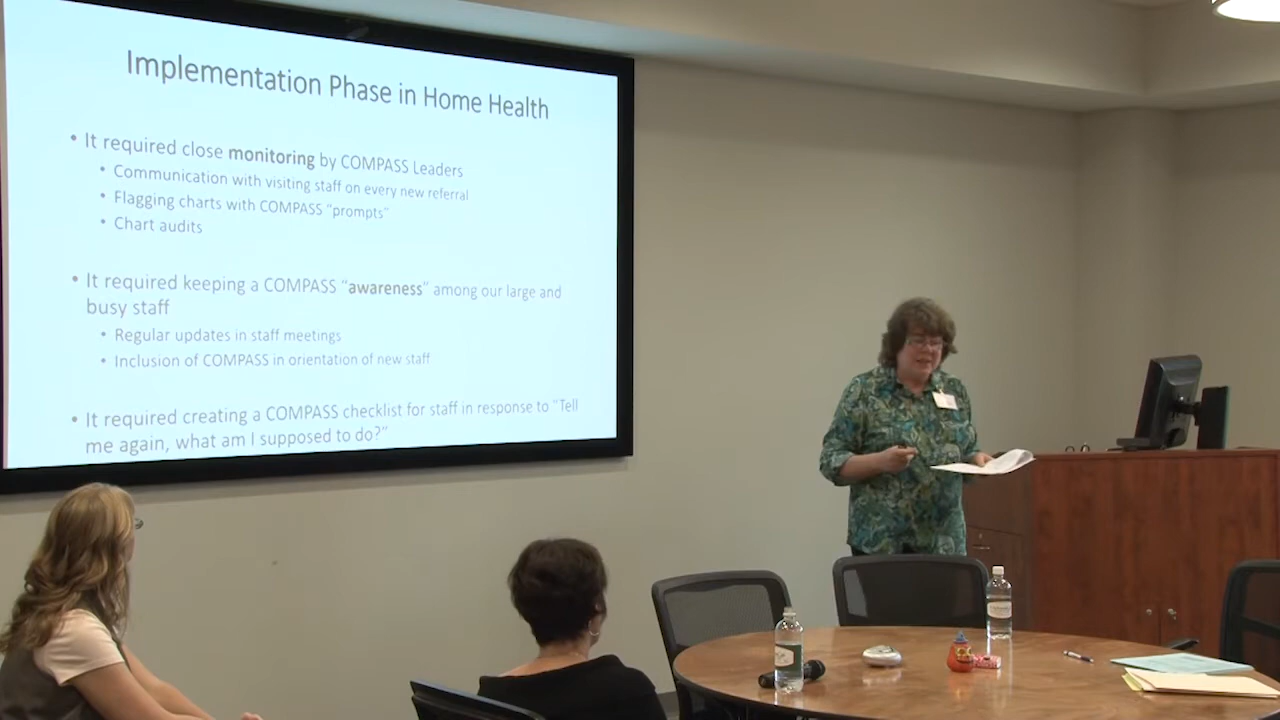 Implementation Phase in Home Health
• It required close monitoring by COMPASS Leaders
• Communication with visiting staff on every new referral
• Flagging charts with COMPASS “prompts”
• Chart audits
• It required keeping a COMPASS “awareness” among our large and
busy staff
• Regular updates in staff meetings
• Inclusion of COMPASS in orientation of new staff
• It required creating a COMPASS checklist for staff in response to “Tell
me again, what am I supposed to do?”